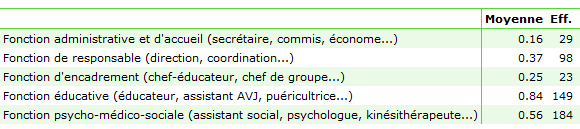 Moyenne Eff.
Fonction administrative et d'accueil (secrétaire, commis, économe...) 0.16 29
Fonction de responsable (direction, coordination...) 0.37 98
Fonction d'encadrement (chef-éducateur, chef de groupe...) 0.25 23
Fonction éducative (éducateur, assistant AVJ, puéricultrice...) 0.84 149
Fonction psycho-médico-sociale (assistant social, psychologue, kinésithérapeute...) 0.56 184